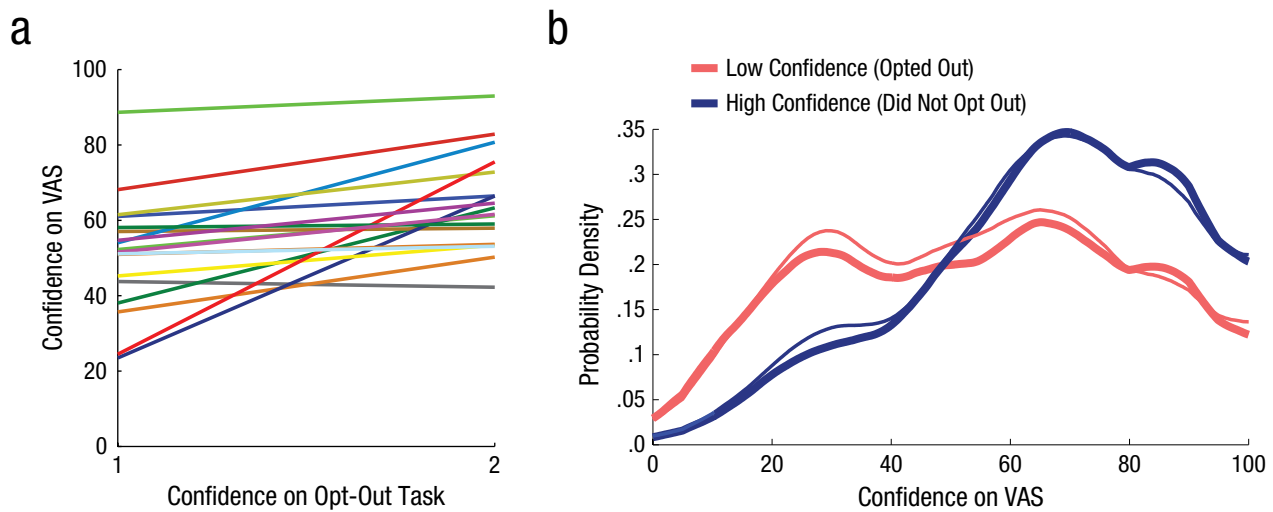 a
100
80
60
40
20
0
1
2
Confidence on VAS
Confidence on Opt-Out Task
b
Low Confidence (Opted Out)
High Confidence (Did Not Opt Out)
.35
.3
.25
.2
.15
.1
.05
.0
0
20
40
60
80
100
Probability Density
Confidence on VAS